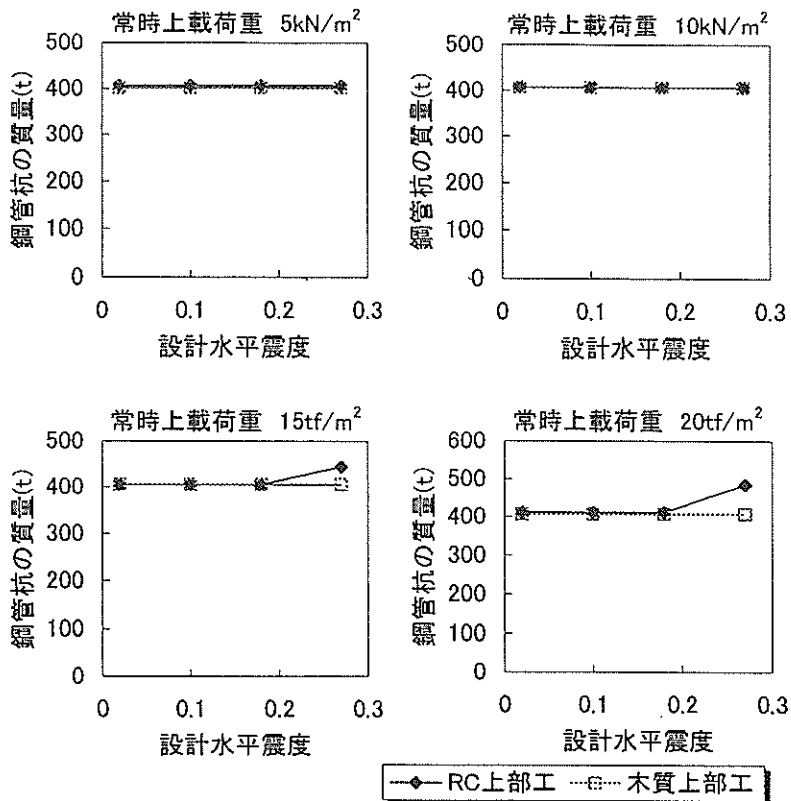 常時上載荷重 5kN/m²
500
400
300
200
100
0
鋼管杭の質量(t)
0 0.1 0.2 0.3
設計水平震度
常時上載荷重 10kN/m²
500
400
300
200
100
0
鋼管杭の質量(t)
0 0.1 0.2 0.3
設計水平震度
常時上載荷重 15tf/m²
500
400
300
200
100
0
鋼管杭の質量(t)
0 0.1 0.2 0.3
設計水平震度
常時上載荷重 20tf/m²
600
500
400
300
200
100
0
鋼管杭の質量(t)
0 0.1 0.2 0.3
設計水平震度
RC上部工 木質上部工